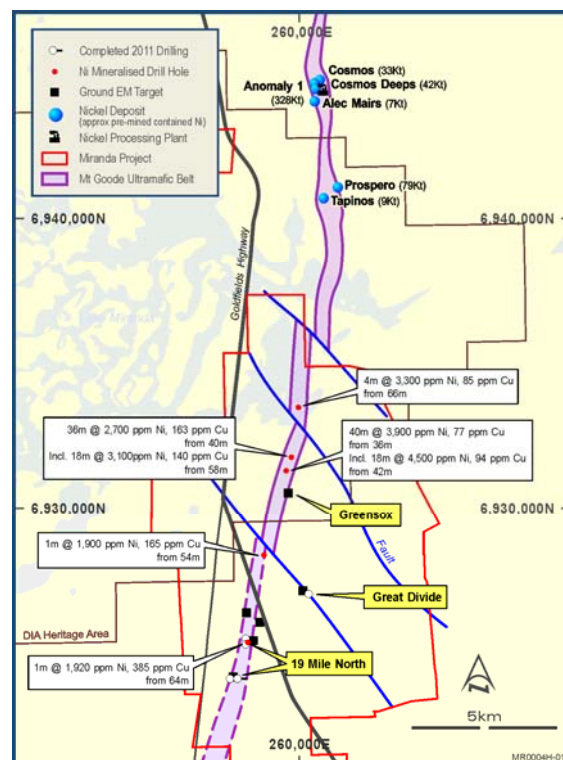 260,000E
Completed 2011 Drilling
Ni Mineralised Drill Hole
Ground EM Target
Nickel Deposit
(approx pre-mined contained Ni)
Nickel Processing Plant
Miranda Project
Mt Goode Ultramafic Belt
Cosmos (33Kt)
Anomaly 1
(328Kt)
Cosmos Deeps (42Kt)
Alec Mairs (7Kt)
Prospero (79Kt)
Tapinos (9Kt)
6,940,000N
6,940,000N
Goldfields Highway
4m @ 3,300 ppm Ni, 85 ppm Cu
from 66m
36m @ 2,700 ppm Ni, 163 ppm Cu
from 40m
Incl. 18m @ 3,100ppm Ni, 140 ppm Cu
from 58m
40m @ 3,900 ppm Ni, 77 ppm Cu
from 36m
Incl. 18m @ 4,500 ppm Ni, 94 ppm Cu
from 42m
6,930,000N
6,930,000N
Greensox
1m @ 1,900 ppm Ni, 165 ppm Cu
from 54m
Fault
Great Divide
DIA Heritage Area
19 Mile North
1m @ 1,920 ppm Ni, 385 ppm Cu
from 64m
5km
260,000E
MR0004H-01